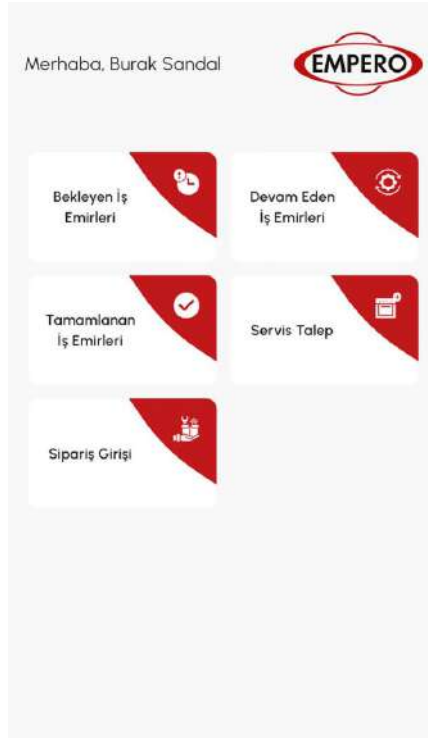 Merhaba, Burak Sandal
EMPERO
Bekleyen İş
Emirleri
Devam Eden
İş Emirleri
Tamamlanan
İş Emirleri
Servis Talep
Sipariş Girişi